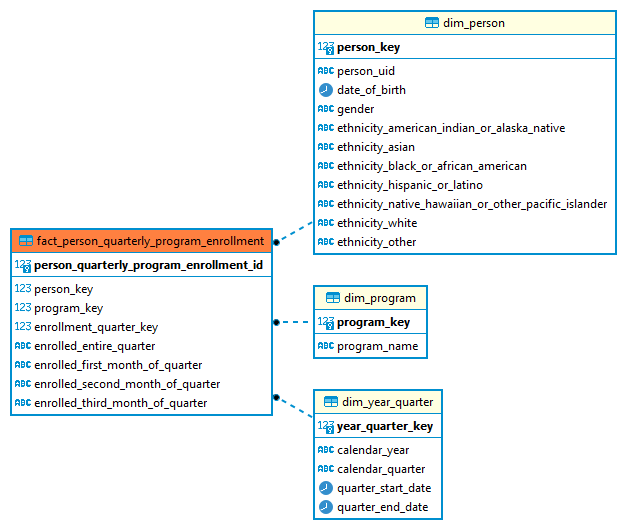 dim_person
123 person_key
ABC person_uid
date_of_birth
ABC gender
ABC ethnicity_american_indian_or_alaska_native
ABC ethnicity_asian
ABC ethnicity_black_or_african_american
ABC ethnicity_hispanic_or_latino
ABC ethnicity_native_hawaiian_or_other_pacific_islander
ABC ethnicity_white
ABC ethnicity_other
fact_person_quarterly_program_enrollment
123 person_quarterly_program_enrollment_id
123 person_key
123 program_key
123 enrollment_quarter_key
ABC enrolled_entire_quarter
ABC enrolled_first_month_of_quarter
ABC enrolled_second_month_of_quarter
ABC enrolled_third_month_of_quarter
dim_program
123 program_key
ABC program_name
dim_year_quarter
123 year_quarter_key
ABC calendar_year
ABC calendar_quarter
quarter_start_date
quarter_end_date